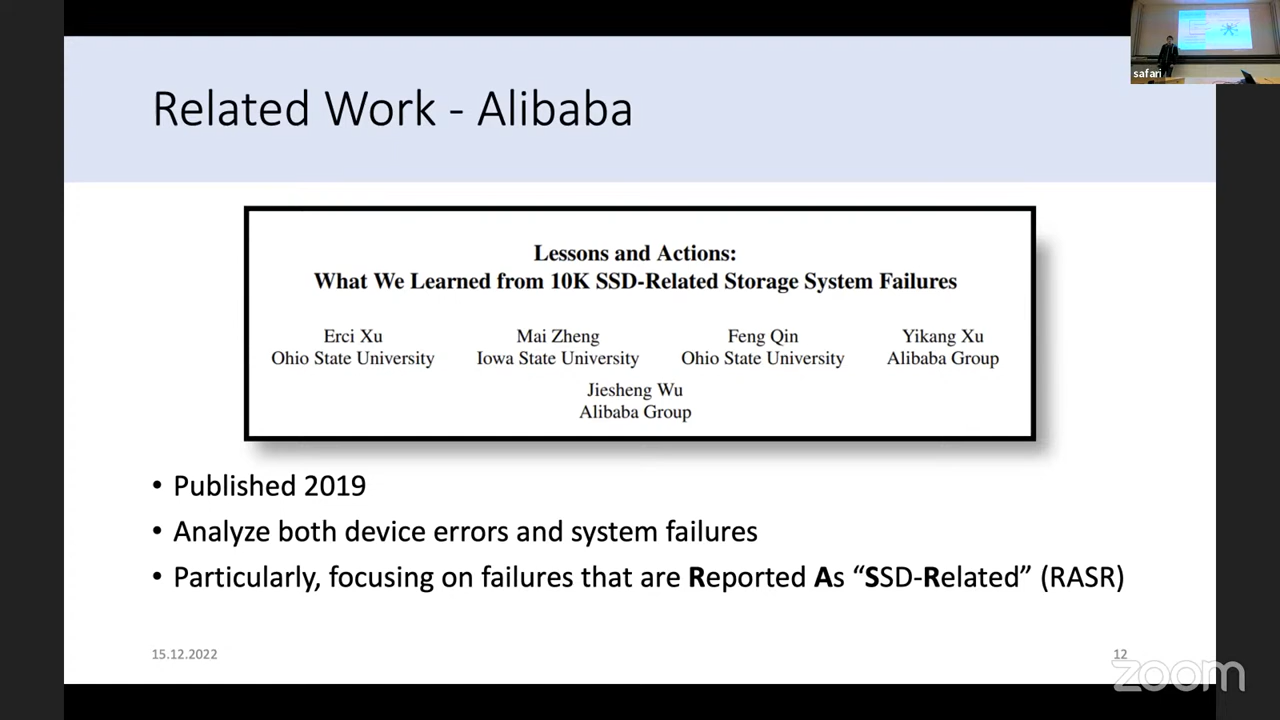 safari
Related Work - Alibaba
Lessons and Actions:
What We Learned from 10K SSD-Related Storage System Failures
Erci Xu Mai Zheng Feng Qin Yikang Xu
Ohio State University Iowa State University Ohio State University Alibaba Group
Jiesheng Wu
Alibaba Group
• Published 2019
• Analyze both device errors and system failures
• Particularly, focusing on failures that are Reported As “SSD-Related” (RASR)
15.12.2022 12
zoom